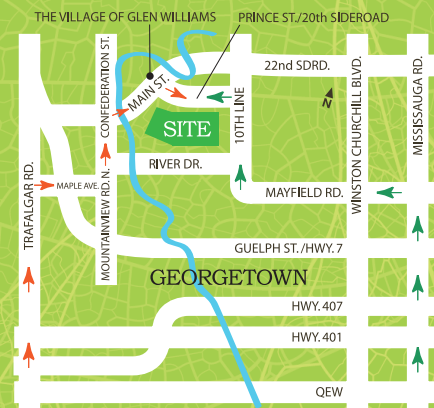 THE VILLAGE OF GLEN WILLIAMS
PRINCE ST./20th SIDEROAD
CONFEDERATION ST.
MAIN ST.
22nd SDRD.
WINSTON CHURCHILL BLVD.
MISSISSAUGA RD.
10TH LINE
SITE
RIVER DR.
TRAFALGAR RD.
MAPLE AVE.
MOUNTAINVIEW RD. N.
MAYFIELD RD.
GUELPH ST./HWY. 7
N
GEORGETOWN
HWY. 407
HWY. 401
QEW